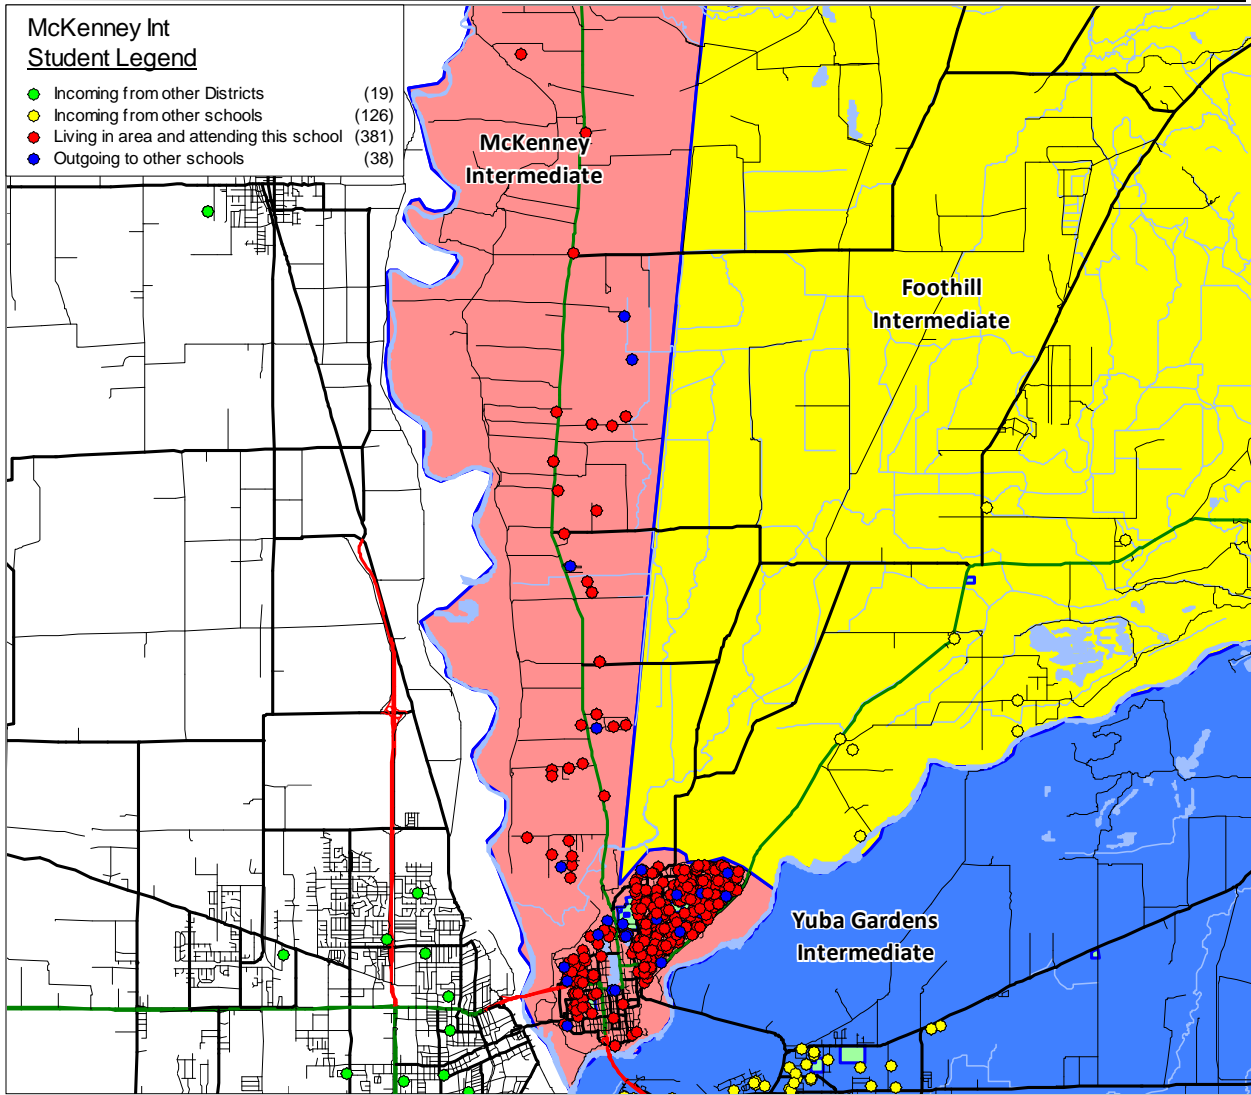 McKenney Int
Student Legend
Incoming from other Districts (19)
Incoming from other schools (126)
Living in area and attending this school (381)
Outgoing to other schools (38)
McKenney
Intermediate
Foothill
Intermediate
Yuba Gardens
Intermediate